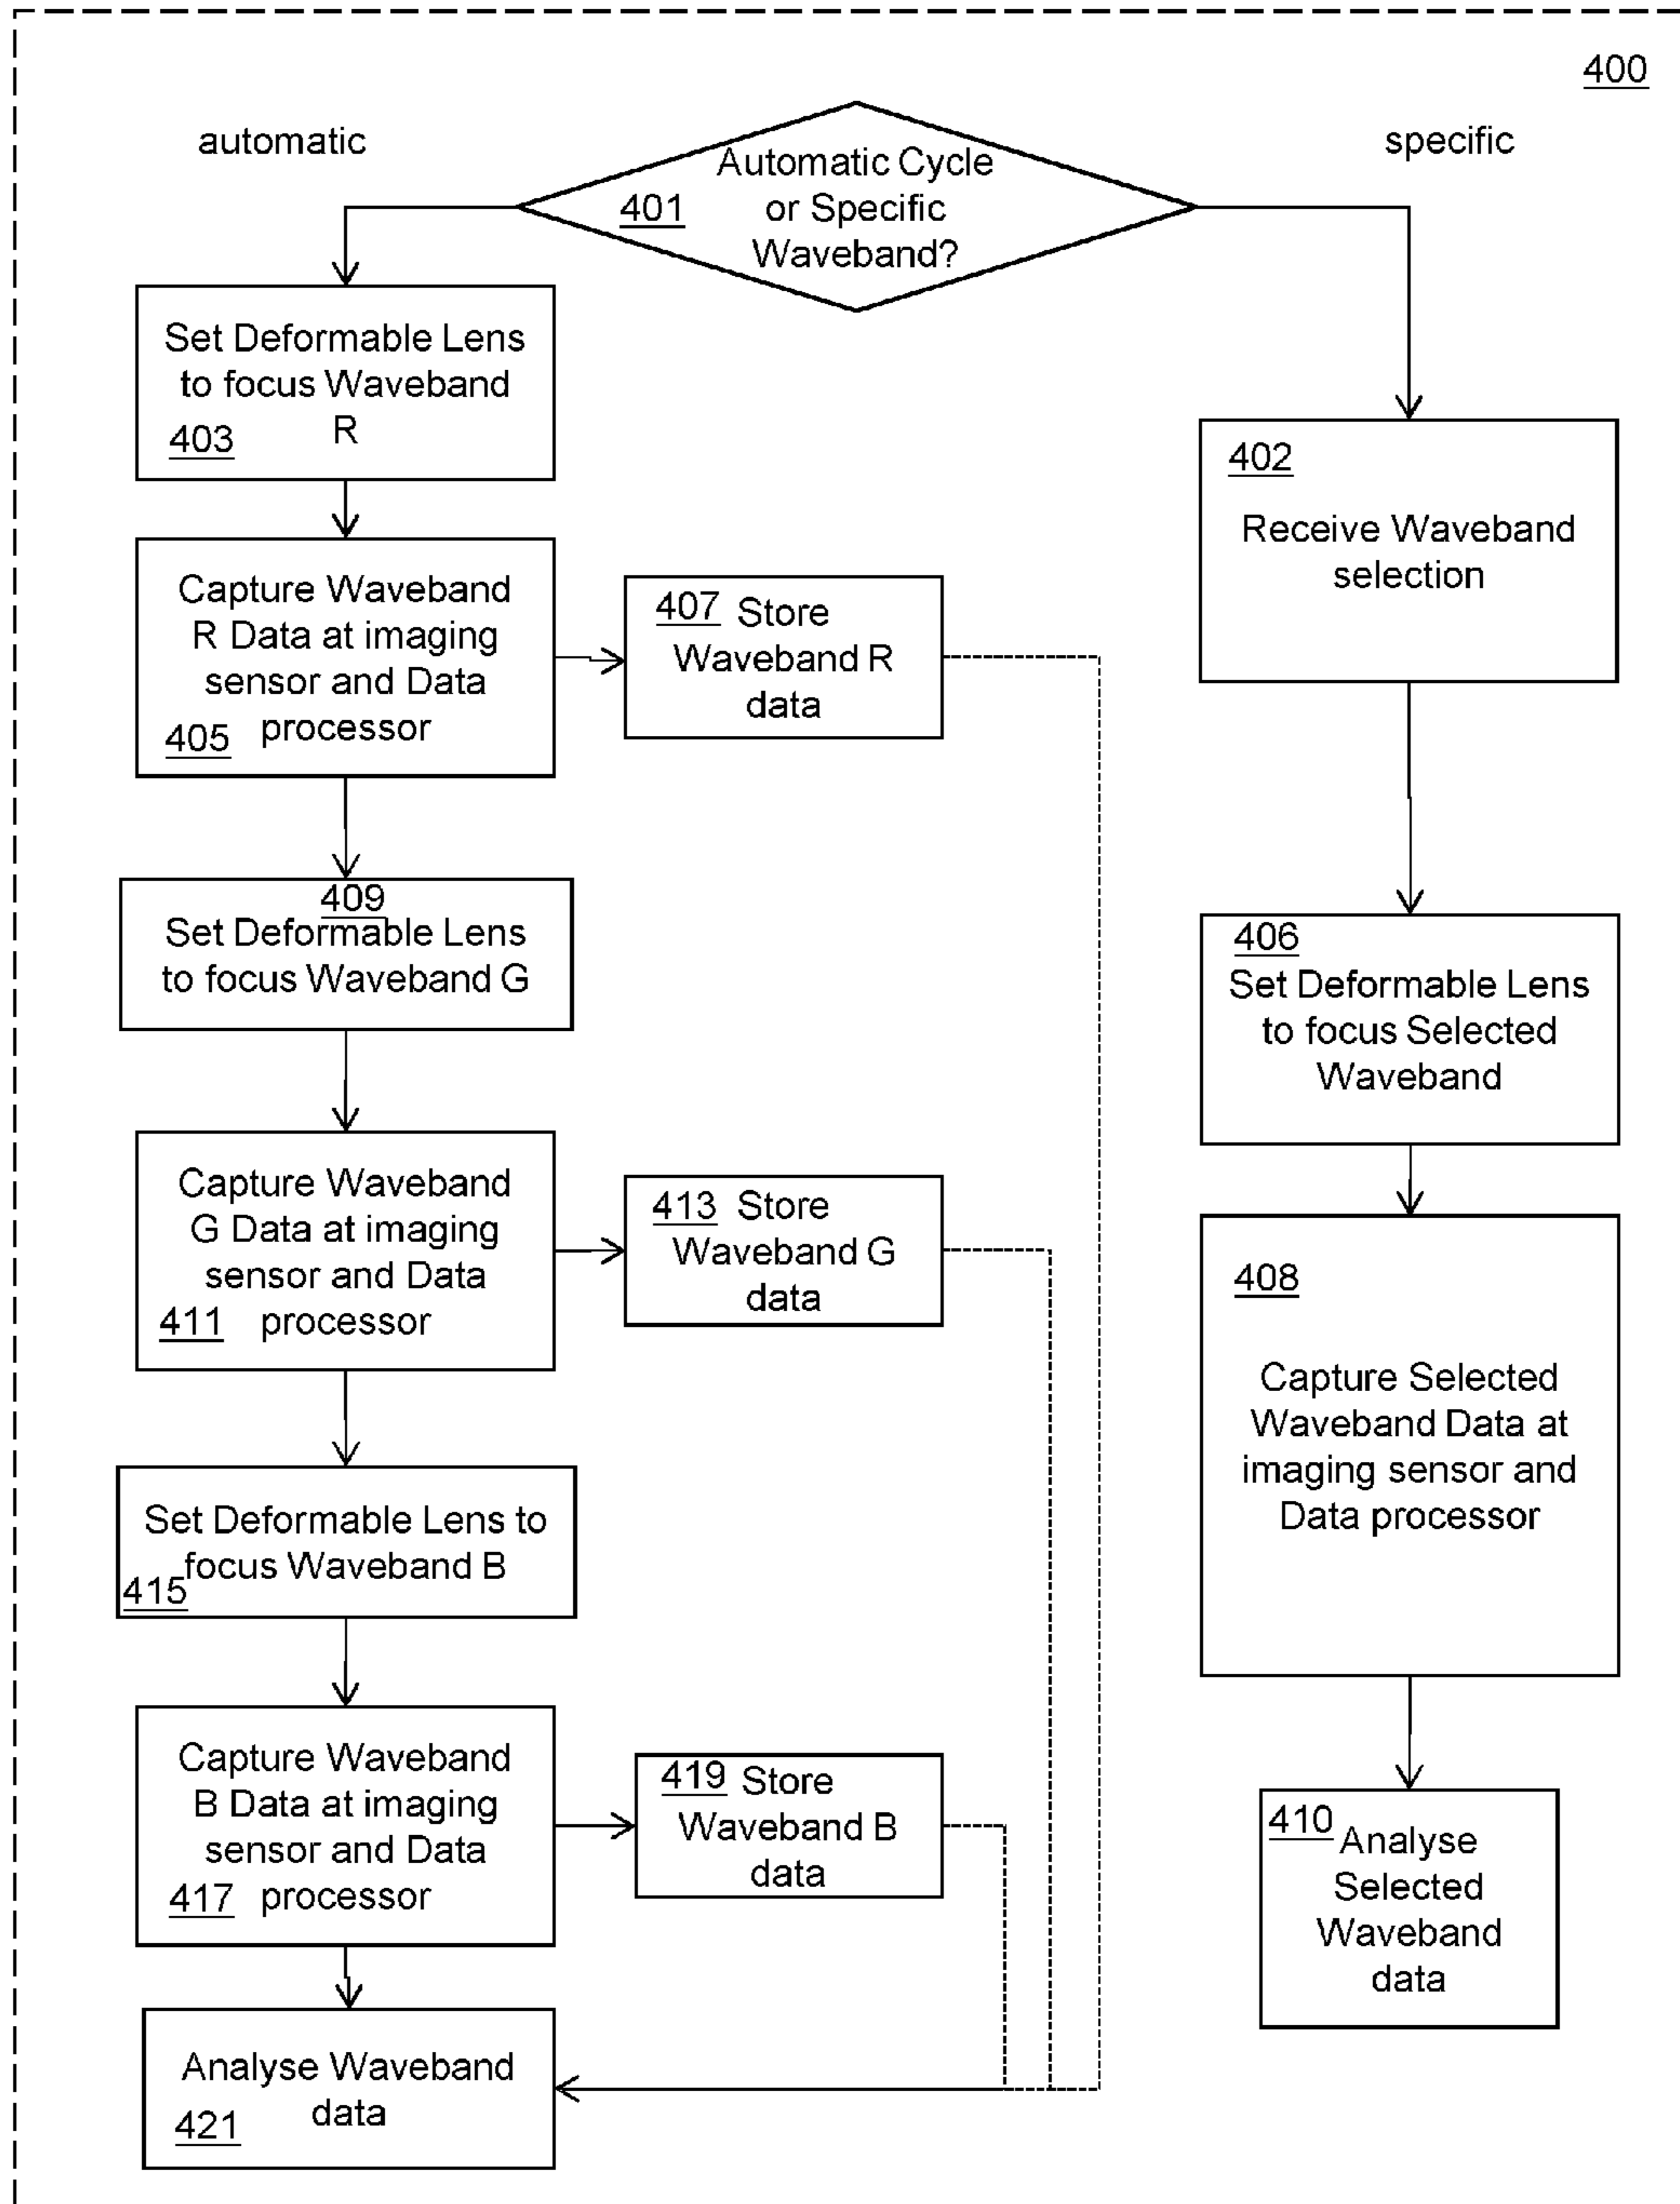 400
automatic
specific
Automatic Cycle
401 or Specific
Waveband?
Set Deformable Lens
to focus Waveband
R
403
Capture Waveband
R Data at imaging
sensor and Data
405 processor
407 Store
Waveband R
data
409
Set Deformable Lens
to focus Waveband G
Capture Waveband
G Data at imaging
sensor and Data
411 processor
413 Store
Waveband G
data
Set Deformable Lens to
focus Waveband B
415
Capture Waveband
B Data at imaging
sensor and Data
417 processor
419 Store
Waveband B
data
Analyse Waveband
data
421
402
Receive Waveband
selection
406
Set Deformable Lens
to focus Selected
Waveband
408
Capture Selected
Waveband Data at
imaging sensor and
Data processor
410 Analyse
Selected
Waveband
data